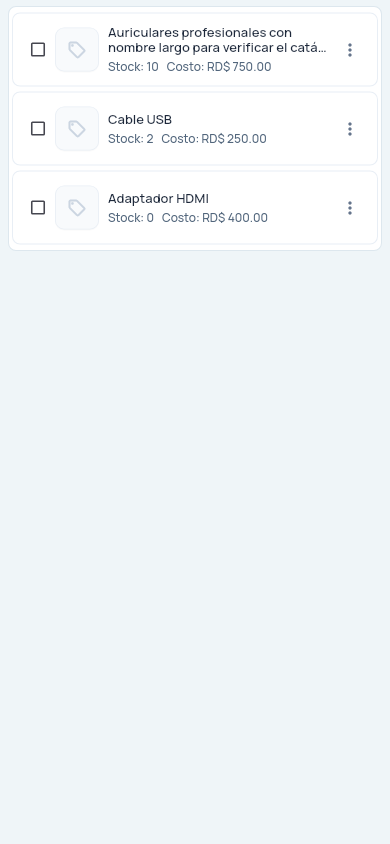 Auriculares profesionales con
nombre largo para verificar el catá...
Stock: 10 Costo: RD$ 750.00
Cable USB
Stock: 2 Costo: RD$ 250.00
Adaptador HDMI
Stock: 0 Costo: RD$ 400.00